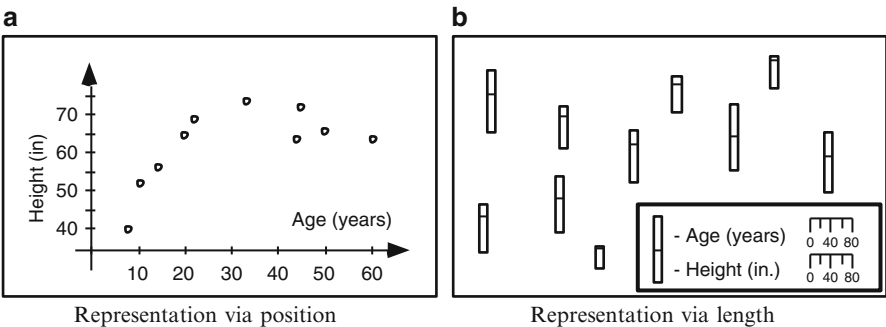 a
70
60
50
40
Height (in)
Age (years)
10 20 30 40 50 60
Representation via position
b
- Age (years)
0 40 80
- Height (in.)
0 40 80
Representation via length